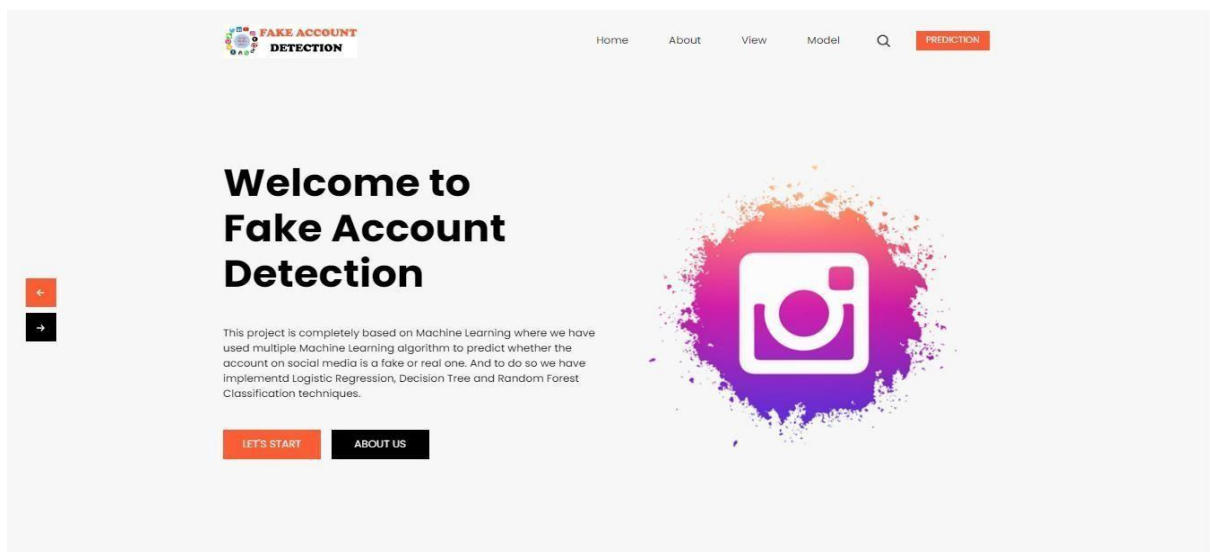 FAKE ACCOUNT
DETECTION
Home About View Model PREDICTION
Welcome to
Fake Account
Detection
This project is completely based on Machine Learning where we have
used multiple Machine Learning algorithm to predict whether the
account on social media is a fake or real one. And to do so we have
implementd Logistic Regression, Decision Tree and Random Forest
Classification techniques.
LET'S START ABOUT US